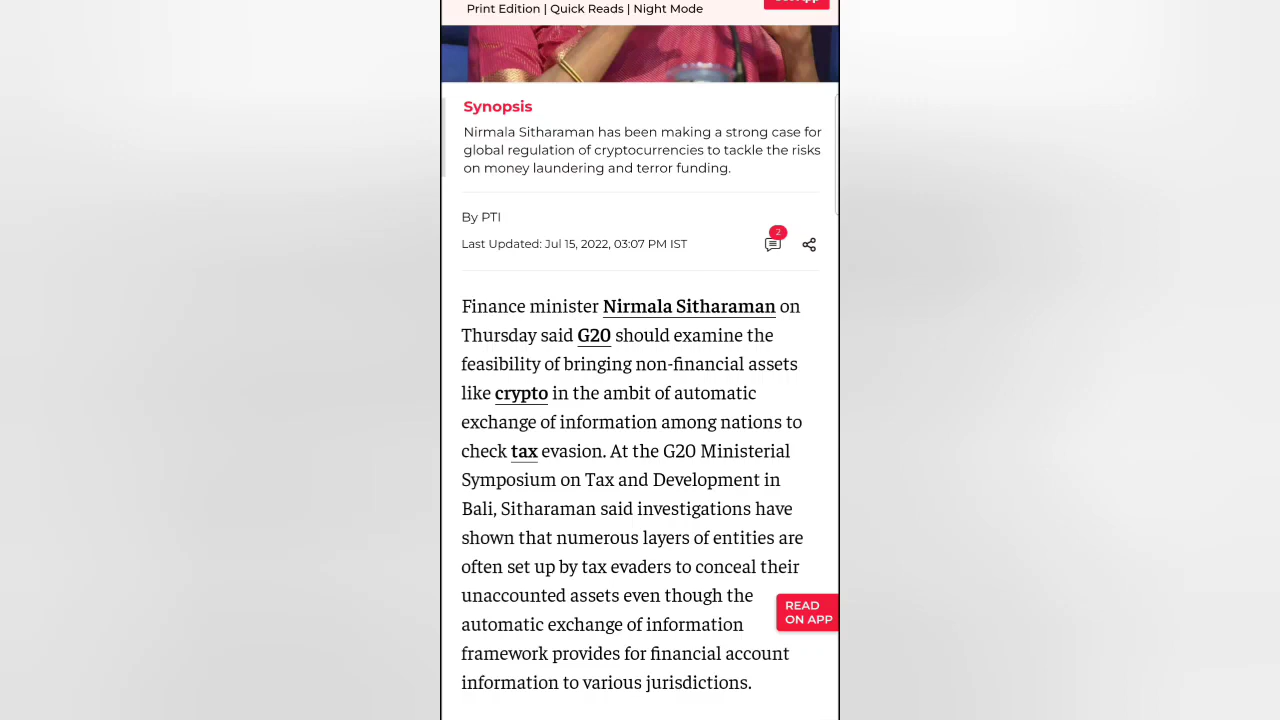 Print Edition | Quick Reads | Night Mode
Synopsis
Nirmala Sitharaman has been making a strong case for
global regulation of cryptocurrencies to tackle the risks
on money laundering and terror funding.
By PTI
2
Last Updated: Jul 15, 2022, 03:07 PM IST
Finance minister Nirmala Sitharaman on
Thursday said G20 should examine the
feasibility of bringing non-financial assets
like crypto in the ambit of automatic
exchange of information among nations to
check tax evasion. At the G20 Ministerial
Symposium on Tax and Development in
Bali, Sitharaman said investigations have
shown that numerous layers of entities are
often set up by tax evaders to conceal their
unaccounted assets even though the
automatic exchange of information
framework provides for financial account
information to various jurisdictions.
READ
ON APP